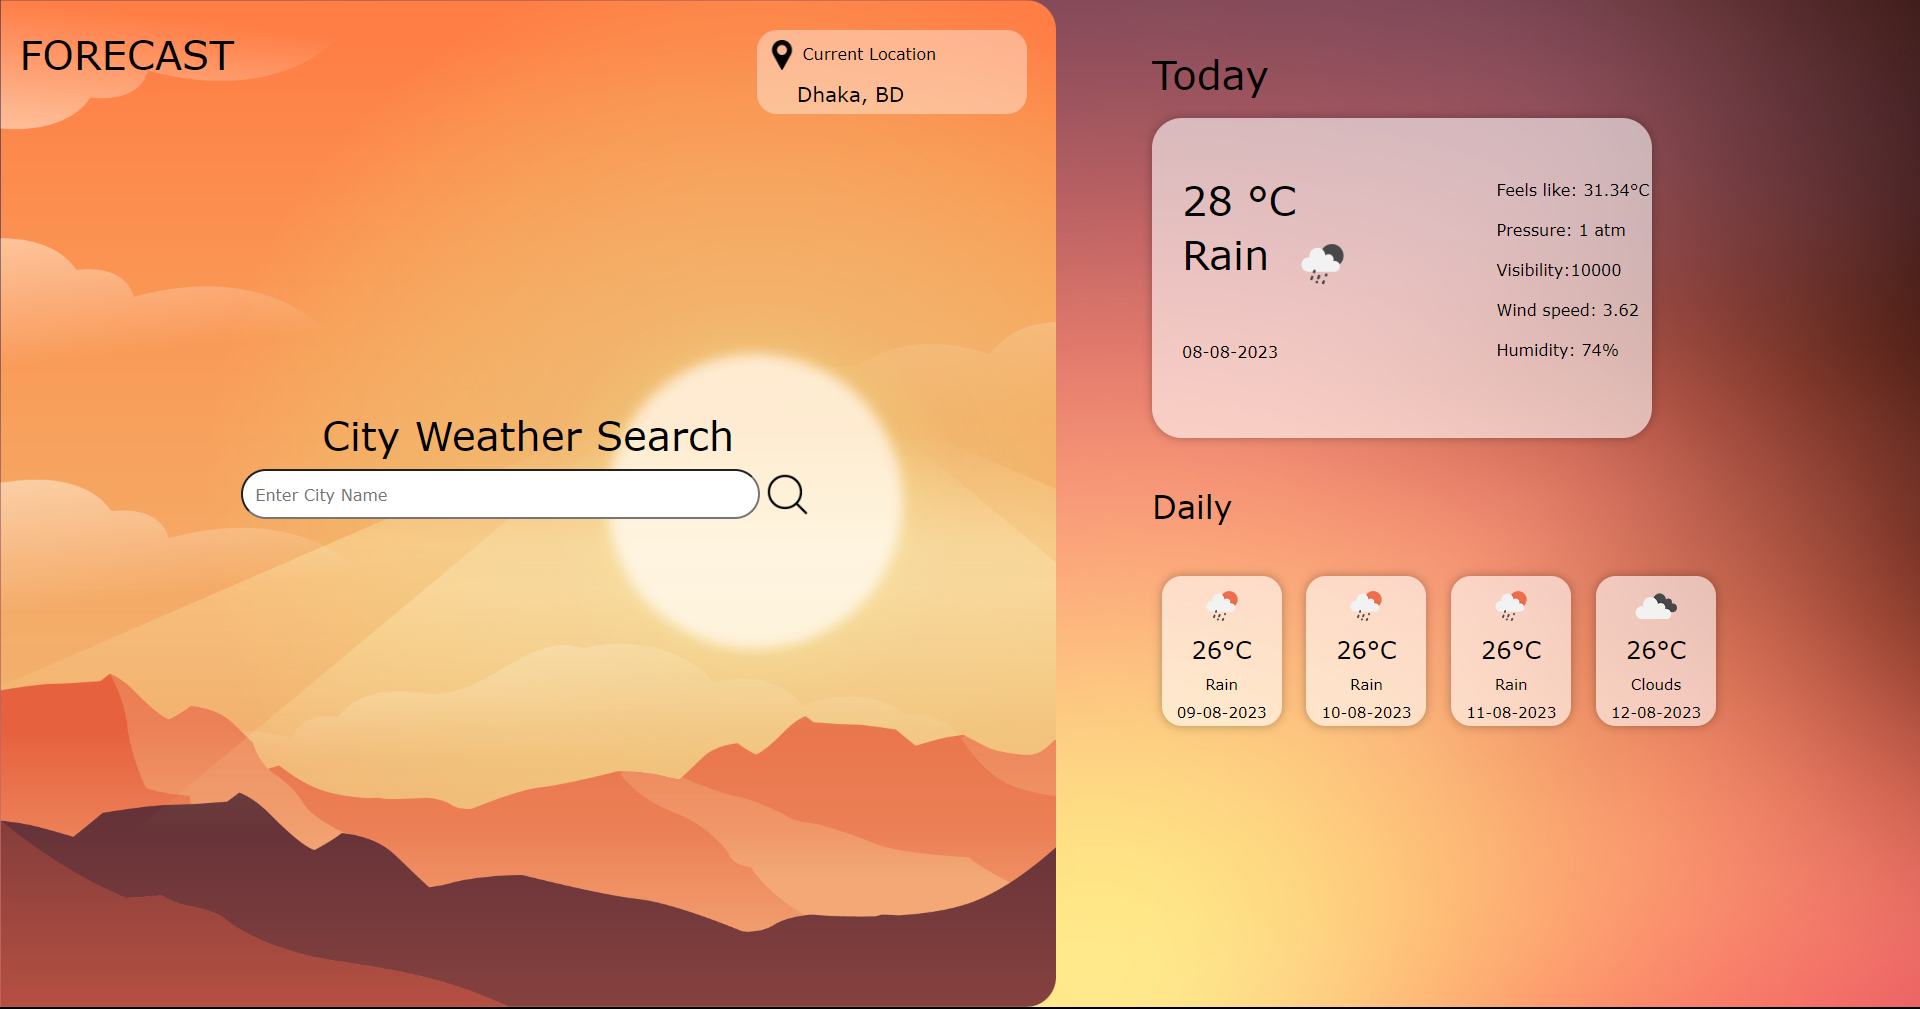 FORECAST
Current Location
Dhaka, BD
City Weather Search
Enter City Name
Today
28 °C
Rain
08-08-2023
Feels like: 31.34°C
Pressure: 1 atm
Visibility:10000
Wind speed: 3.62
Humidity: 74%
Daily
26°C
Rain
09-08-2023
26°C
Rain
10-08-2023
26°C
Rain
11-08-2023
26°C
Clouds
12-08-2023